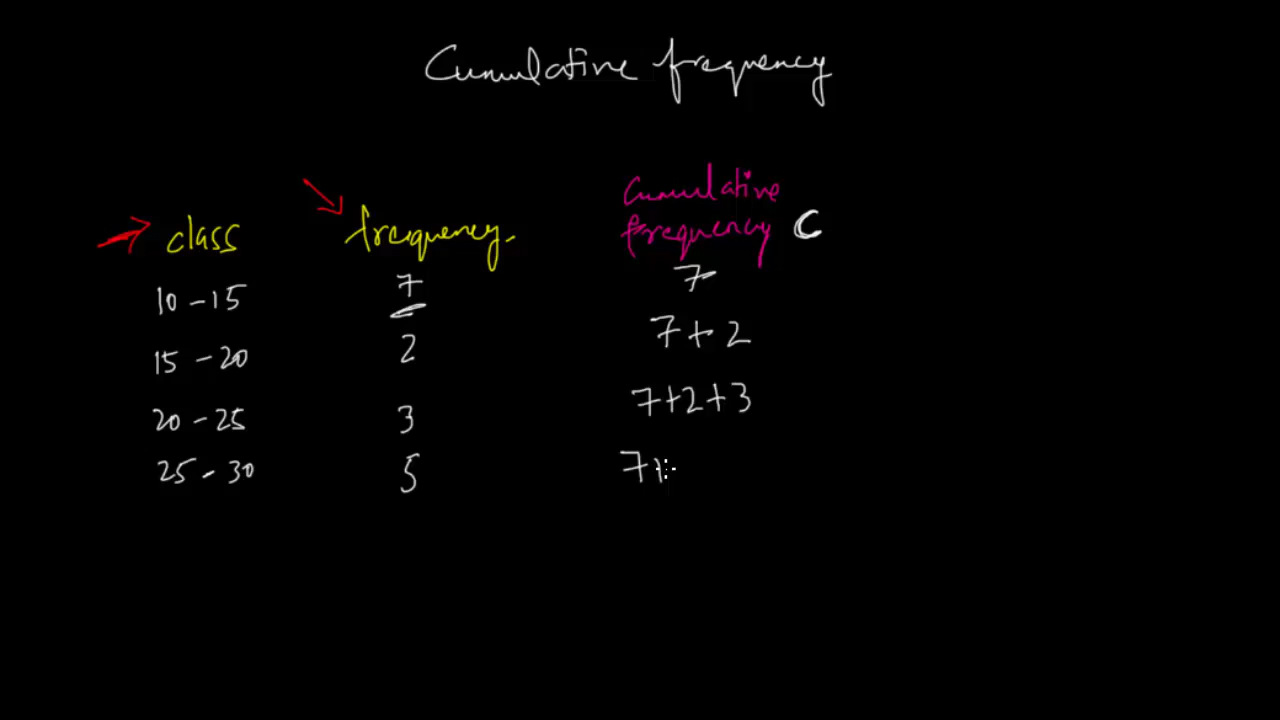 Cumulative frequency
class frequency. Cumulative frequency C
10-15 7 7
15-20 2 7+2
20-25 3 7+2+3
25-30 5 7+